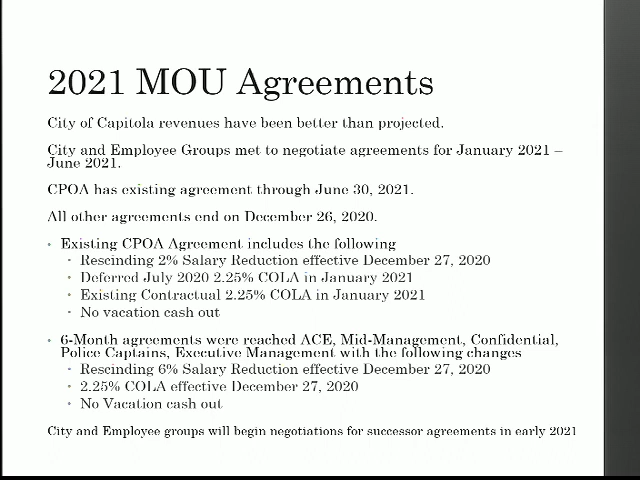 2021 MOU Agreements
City of Capitola revenues have been better than projected.
City and Employee Groups met to negotiate agreements for January 2021 –
June 2021.
CPOA has existing agreement through June 30, 2021.
All other agreements end on December 26, 2020.
• Existing CPOA Agreement includes the following
• Rescinding 2% Salary Reduction effective December 27, 2020
• Deferred July 2020 2.25% COLA in January 2021
• Existing Contractual 2.25% COLA in January 2021
• No vacation cash out
• 6-Month agreements were reached ACE, Mid-Management, Confidential,
Police Captains, Executive Management with the following changes
• Rescinding 6% Salary Reduction effective December 27, 2020
• 2.25% COLA effective December 27, 2020
• No Vacation cash out
City and Employee groups will begin negotiations for successor agreements in early 2021